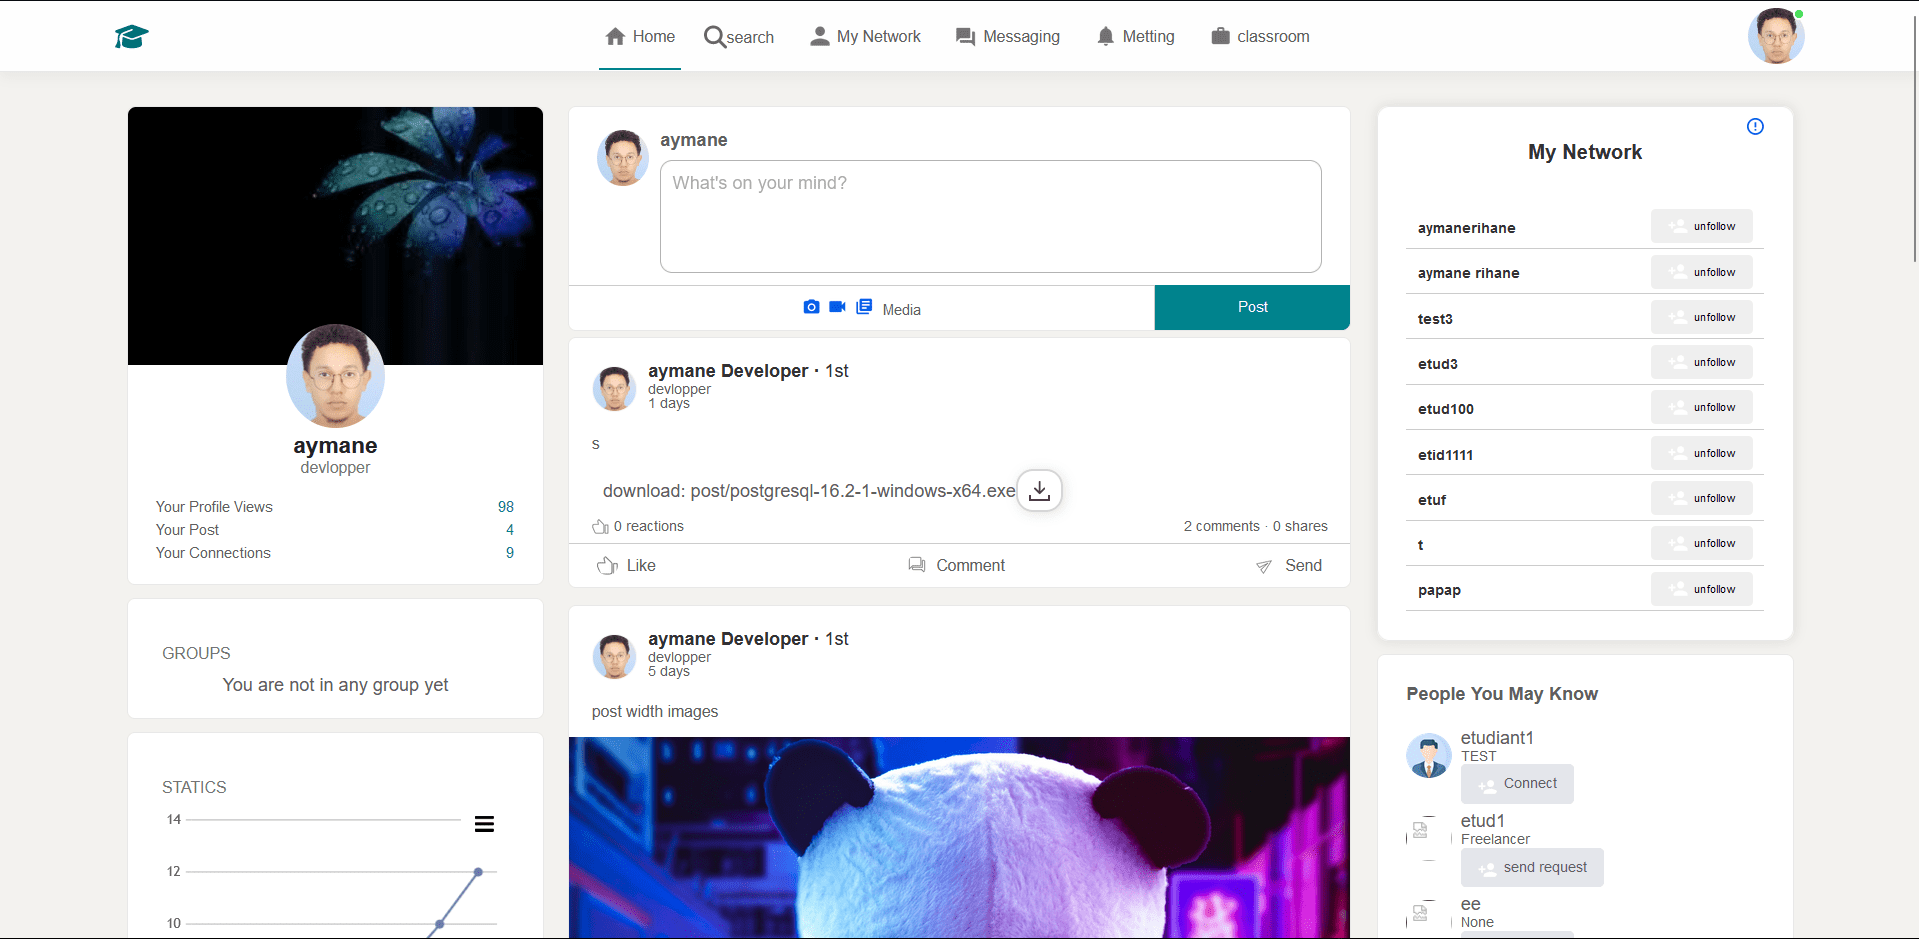 Home
search
My Network
Messaging
Metting
classroom
aymane
devlopper
Your Profile Views 98
Your Post 4
Your Connections 9
GROUPS
You are not in any group yet
STATICS
14
12
10
aymane
What's on your mind?
Media
Post
aymane Developer · 1st
devlopper
1 days
s
download: post/postgresql-16.2-1-windows-x64.exe
0 reactions
2 comments · 0 shares
Like
Comment
Send
aymane Developer · 1st
devlopper
5 days
post width images
My Network
aymanerihane unfollow
aymane rihane unfollow
test3 unfollow
etud3 unfollow
etud100 unfollow
etid1111 unfollow
etuf unfollow
t unfollow
papap unfollow
People You May Know
etudiant1
TEST
Connect
etud1
Freelancer
send request
ee
None